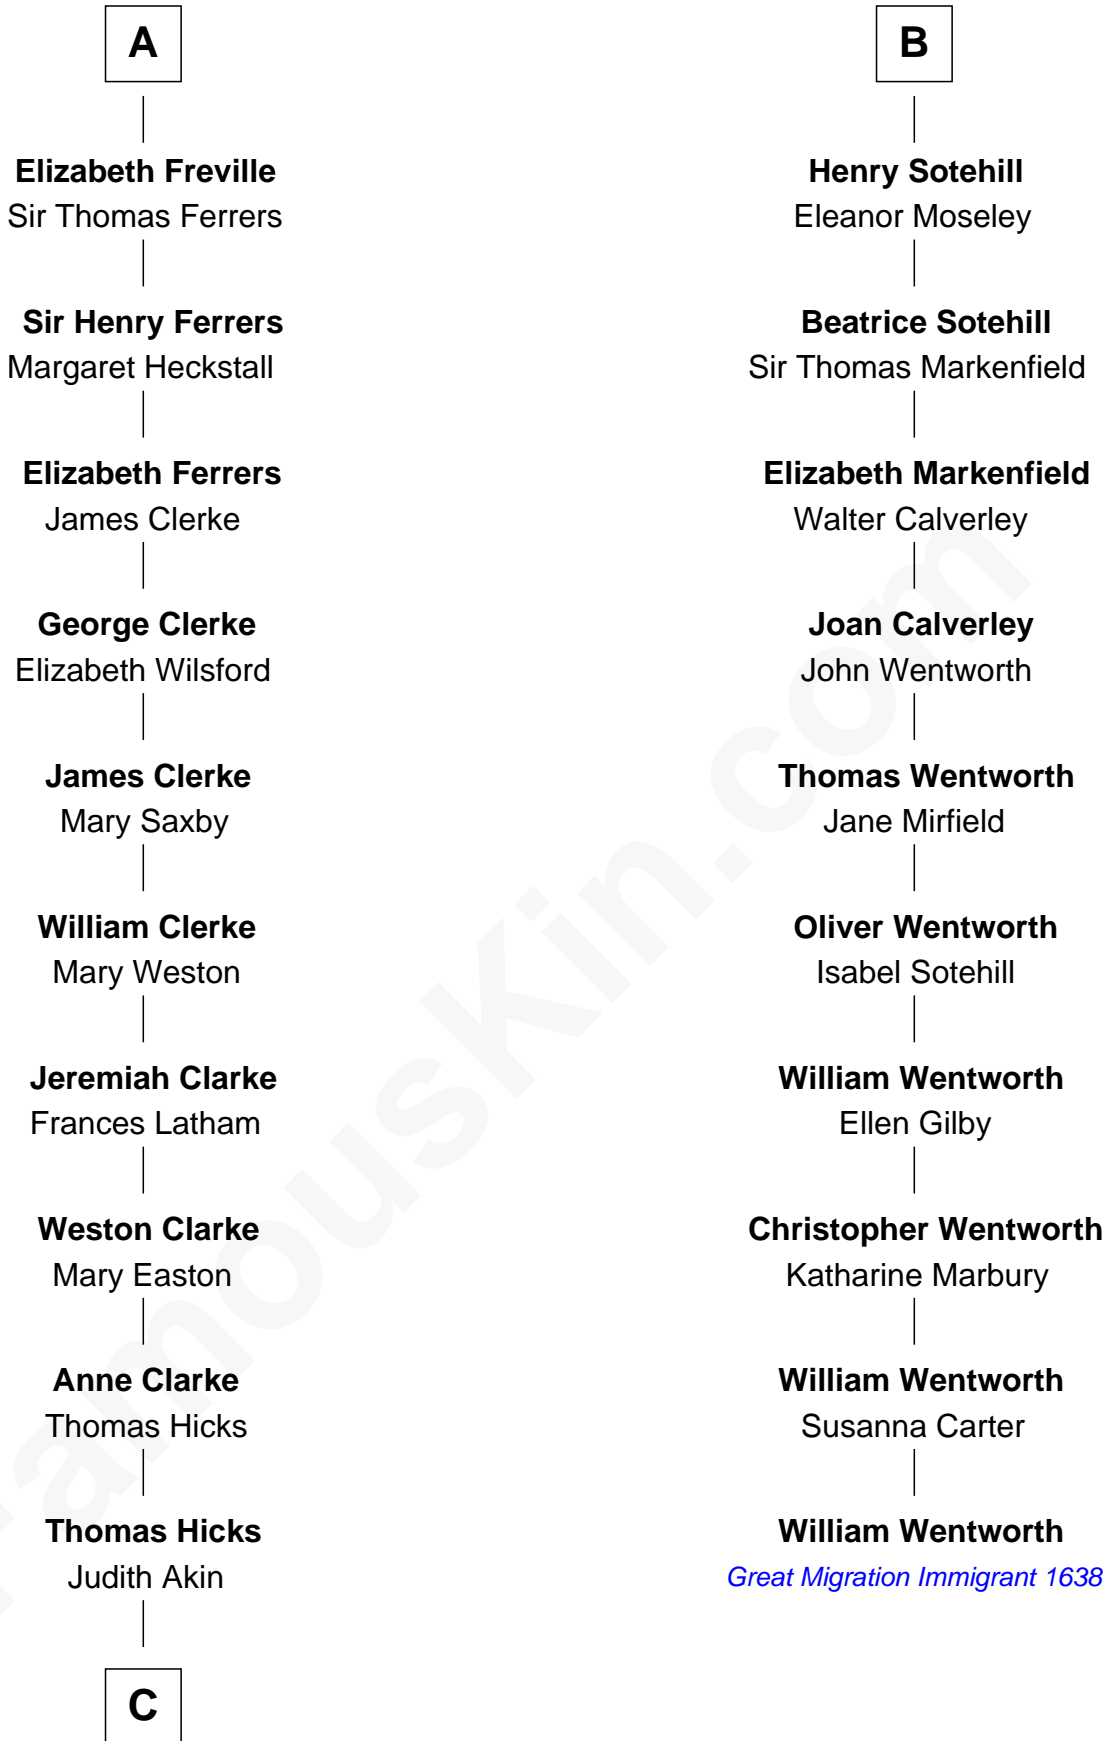 A
Elizabeth Freville
Sir Thomas Ferrers
Sir Henry Ferrers
Margaret Heckstall
Elizabeth Ferrers
James Clerke
George Clerke
Elizabeth Wilsford
James Clerke
Mary Saxby
William Clerke
Mary Weston
Jeremiah Clarke
Frances Latham
Weston Clarke
Mary Easton
Anne Clarke
Thomas Hicks
Thomas Hicks
Judith Akin
C
B
Henry Sotehill
Eleanor Moseley
Beatrice Sotehill
Sir Thomas Markenfield
Elizabeth Markenfield
Walter Calverley
Joan Calverley
John Wentworth
Thomas Wentworth
Jane Mirfield
Oliver Wentworth
Isabel Sotehill
William Wentworth
Ellen Gilby
Christopher Wentworth
Katharine Marbury
William Wentworth
Susanna Carter
William Wentworth
Great Migration Immigrant 1638
FamousKin.com